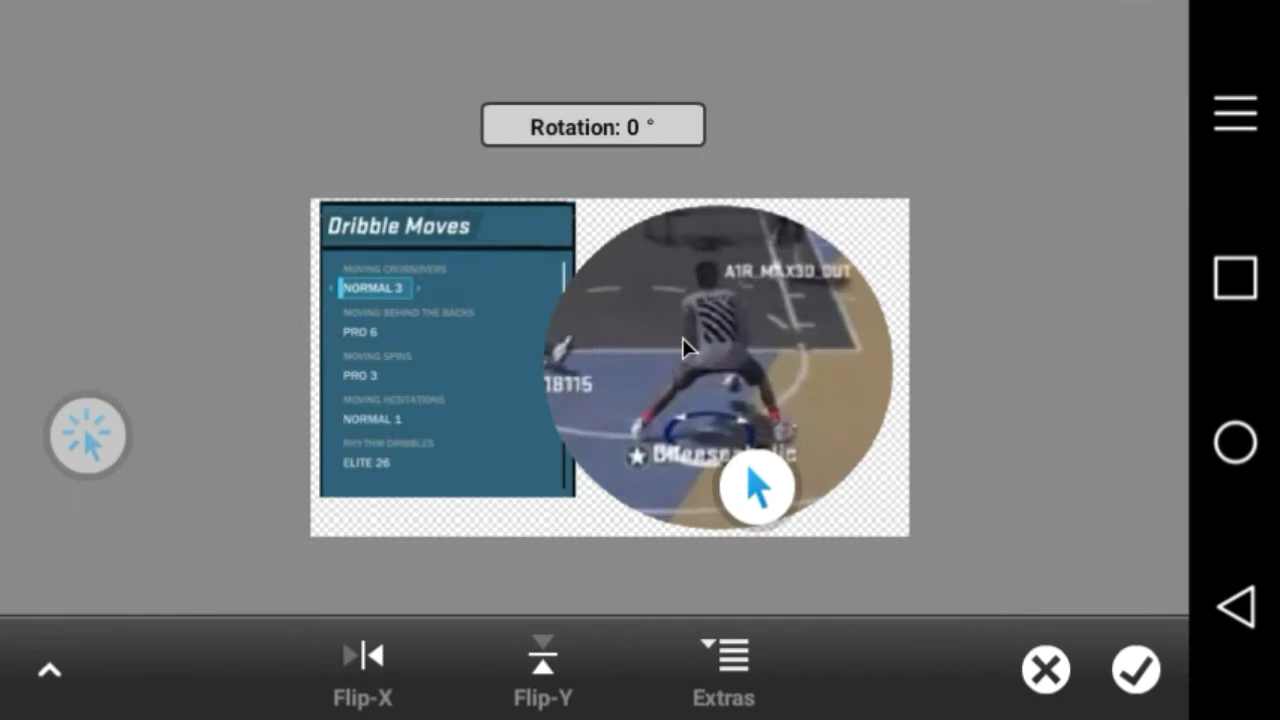 Rotation: 0 °
Dribble Moves
MOVING CROSSOVERS
NORMAL 3
MOVING BEHIND THE BACKS
PRO 6
MOVING SPINS
PRO 3
MOVING HESITATIONS
NORMAL 1
RHYTHM DRIBBLES
ELITE 26
18115
Flip-X
Flip-Y
Extras